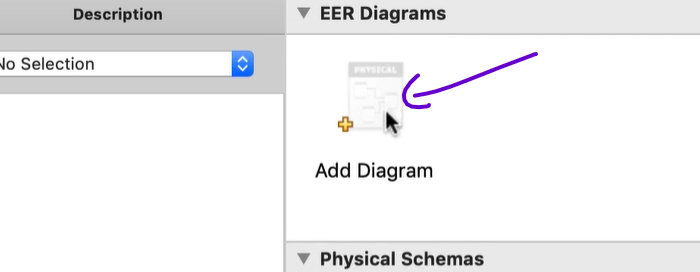 Description
No Selection
EER Diagrams
PHYSICAL
Add Diagram
Physical Schemas